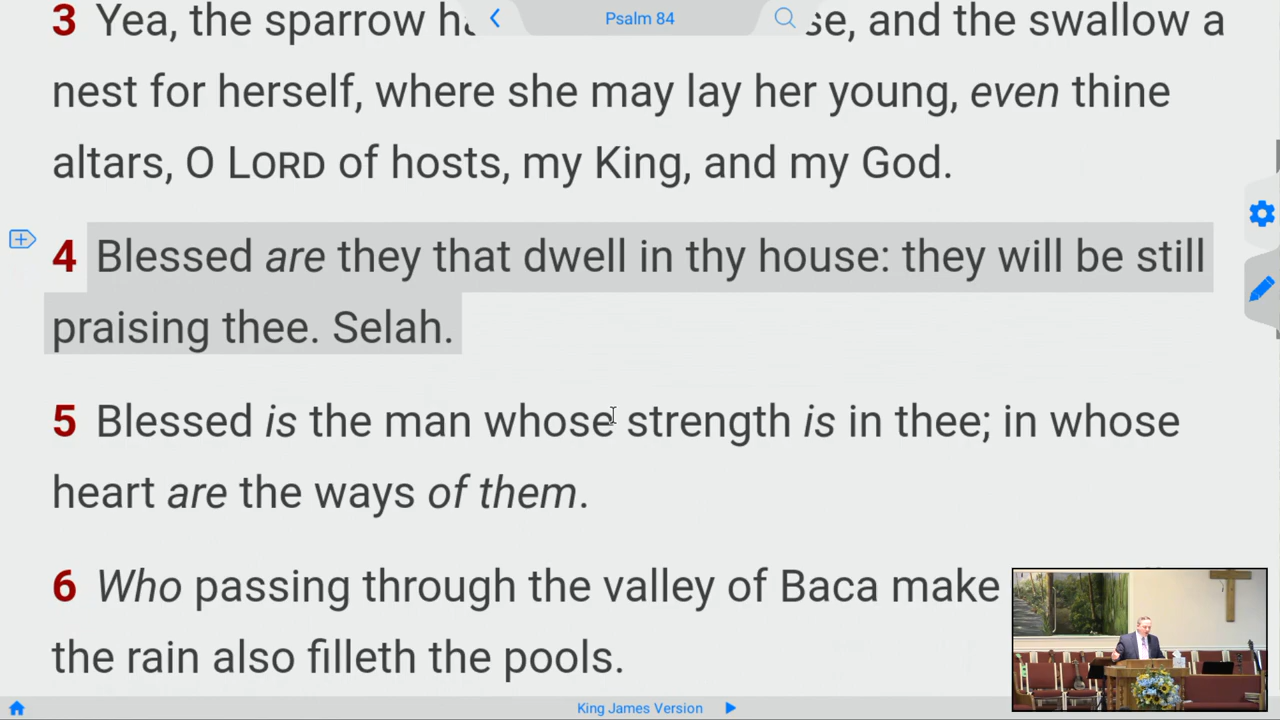 Psalm 84
3 Yea, the sparrow se, and the swallow a
nest for herself, where she may lay her young, even thine
altars, O LORD of hosts, my King, and my God.
4 Blessed are they that dwell in thy house: they will be still
praising thee. Selah.
5 Blessed is the man whose strength is in thee; in whose
heart are the ways of them.
6 Who passing through the valley of Baca make
the rain also filleth the pools.
King James Version